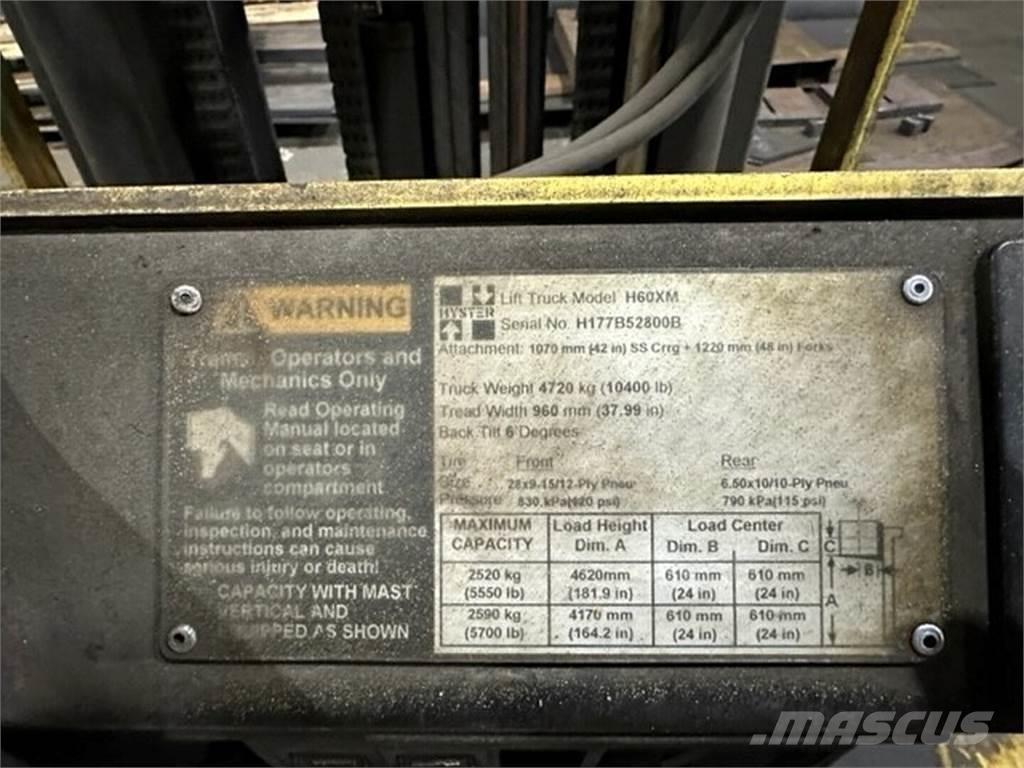 WARNING
Operators and
Mechanics Only
Read Operating
Manual located
on seat or in
operators
compartment
Failure to follow operating,
inspection, and maintenance
instructions can cause
serious injury or death!
CAPACITY WITH MAST
VERTICAL AND
EQUIPPED AS SHOWN
HYSTER
Lift Truck Model H60XM
Serial No. H177B52800B
Attachment: 1070 mm (42 in) SS Crrg + 1220 mm (48 in) Forks
Truck Weight 4720 kg (10400 lb)
Tread Width 960 mm (37.99 in)
Back Tilt 6 Degrees
Tire Front Rear
Size 28x9-15/12-Ply Pneu 6.50x10/10-Ply Pneu
Pressure 830 kPa(120 psi) 790 kPa(115 psi)
MAXIMUM Load Height Load Center
CAPACITY Dim. A Dim. B Dim. C
2520 kg 4620mm 610 mm 610 mm
(5550 lb) (181.9 in) (24 in) (24 in)
2590 kg 4170 mm 610 mm 610 mm
(5700 lb) (164.2 in) (24 in) (24 in)
C
B
A
MASCUS